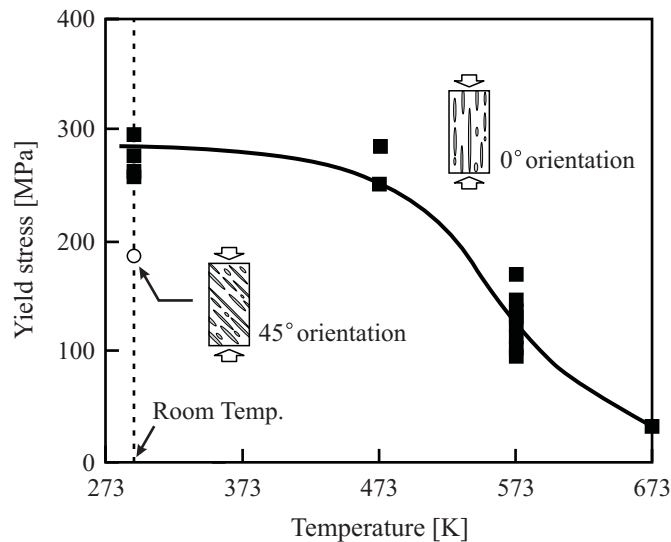 400
300
200
100
0
Yield stress [MPa]
0° orientation
45° orientation
Room Temp.
273
373
473
573
673
Temperature [K]